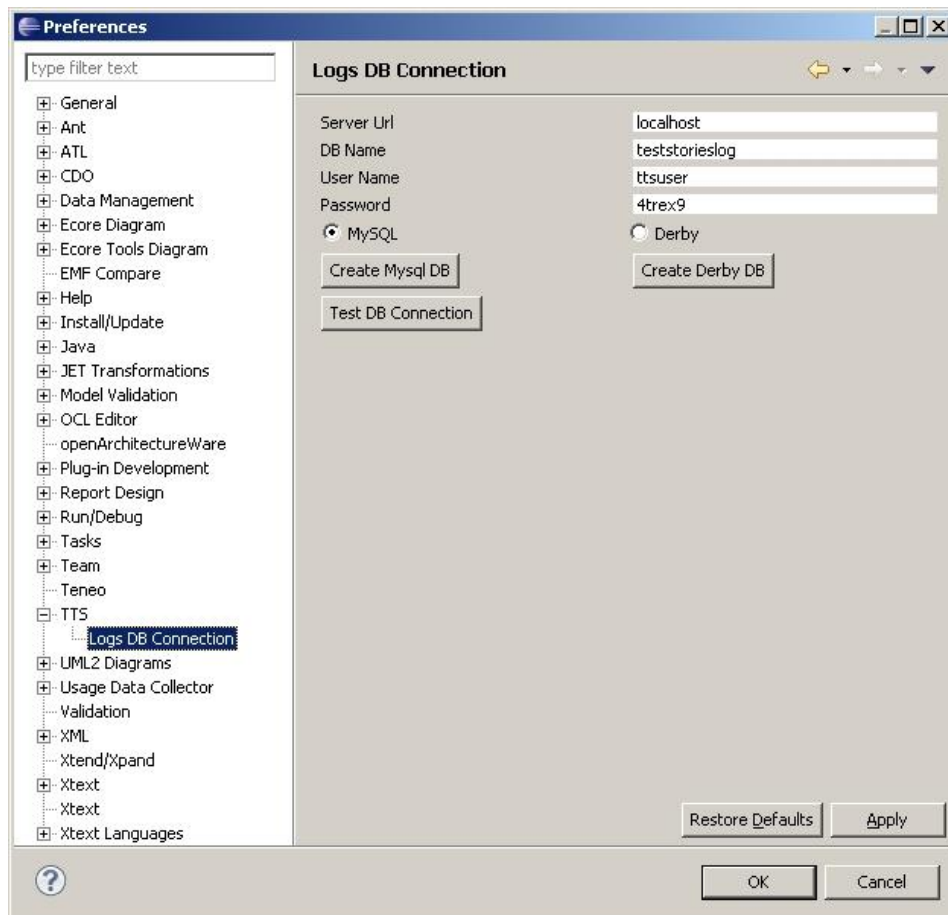 Preferences
type filter text
General
Ant
ATL
CDO
Data Management
Ecore Diagram
Ecore Tools Diagram
EMF Compare
Help
Install/Update
Java
JET Transformations
Model Validation
OCL Editor
openArchitectureWare
Plug-in Development
Report Design
Run/Debug
Tasks
Team
Teneo
TTS
Logs DB Connection
UML2 Diagrams
Usage Data Collector
Validation
XML
Xtend/Xpand
Xtext
Xtext
Xtext Languages
Logs DB Connection
Server Url localhost
DB Name teststorieslog
User Name ttsuser
Password 4trex9
MySQL Derby
Create Mysql DB Create Derby DB
Test DB Connection
Restore Defaults Apply
? OK Cancel